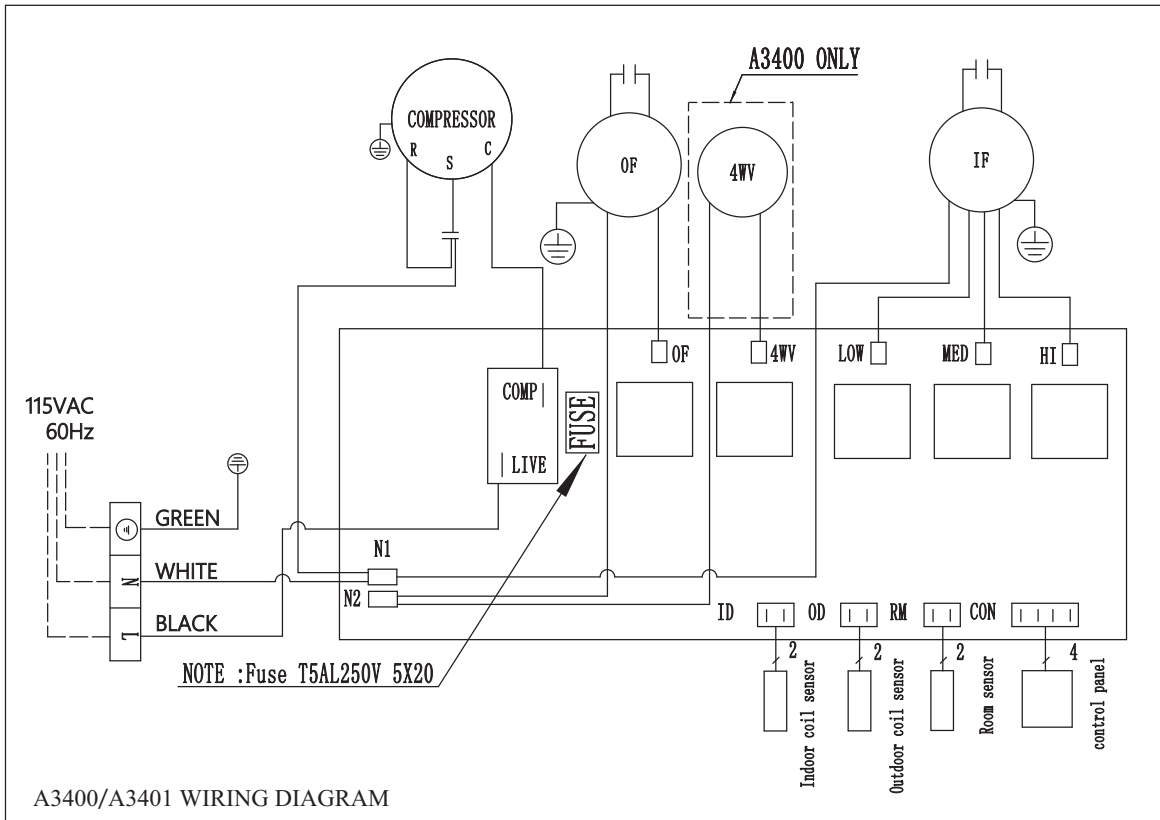 A3400 ONLY
COMPRESSOR
R
S
C
OF
4WV
IF
OF
4WV
LOW
MED
HI
COMP
FUSE
LIVE
115VAC
60Hz
GREEN
N
WHITE
L
BLACK
N1
N2
ID
OD
RM
CON
2
2
2
4
Indoor coil sensor
Outdoor coil sensor
Room sensor
control panel
NOTE :Fuse T5AL250V 5X20
A3400/A3401 WIRING DIAGRAM